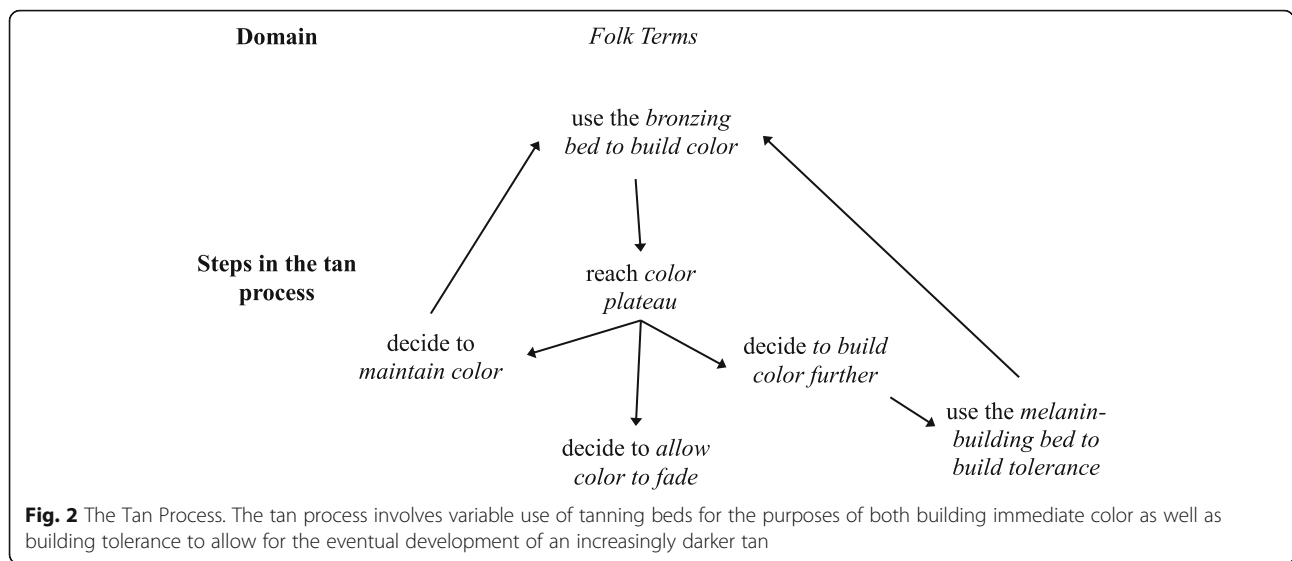 Domain
Folk Terms
use the bronzing
bed to build color
Steps in the tan
process
reach color
plateau
decide to
maintain color
decide to build
color further
decide to allow
color to fade
use the melanin-
building bed to
build tolerance
Fig. 2 The Tan Process. The tan process involves variable use of tanning beds for the purposes of both building immediate color as well as
building tolerance to allow for the eventual development of an increasingly darker tan